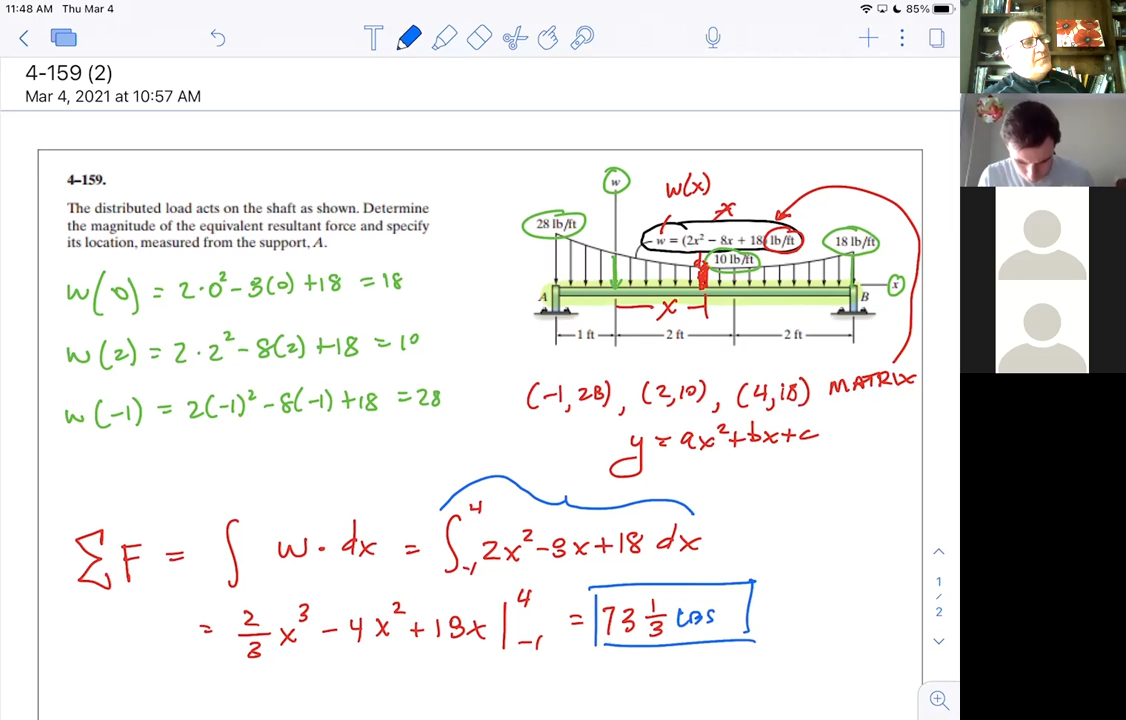 11:48 AM Thu Mar 4
85%
4-159 (2)
Mar 4, 2021 at 10:57 AM
4–159.
The distributed load acts on the shaft as shown. Determine
the magnitude of the equivalent resultant force and specify
its location, measured from the support, A.
w
w(x)
x
28 lb/ft
w = (2x² − 8x + 18) lb/ft
18 lb/ft
10 lb/ft
A
B
x
x
1 ft
2 ft
2 ft
w(0) = 2·0² - 8(0) + 18 = 18
w(2) = 2·2² - 8(2) + 18 = 10
w(-1) = 2(-1)² - 8(-1) + 18 = 28
(-1, 28), (2, 10), (4, 18) MATRIX
y = ax² + bx + c
ΣF = ∫ w · dx = ∫₋₁⁴ 2x² - 8x + 18 dx
= 2/3 x³ - 4x² + 18x |₋₁⁴ = 73 1/3 lbs
1
/
2